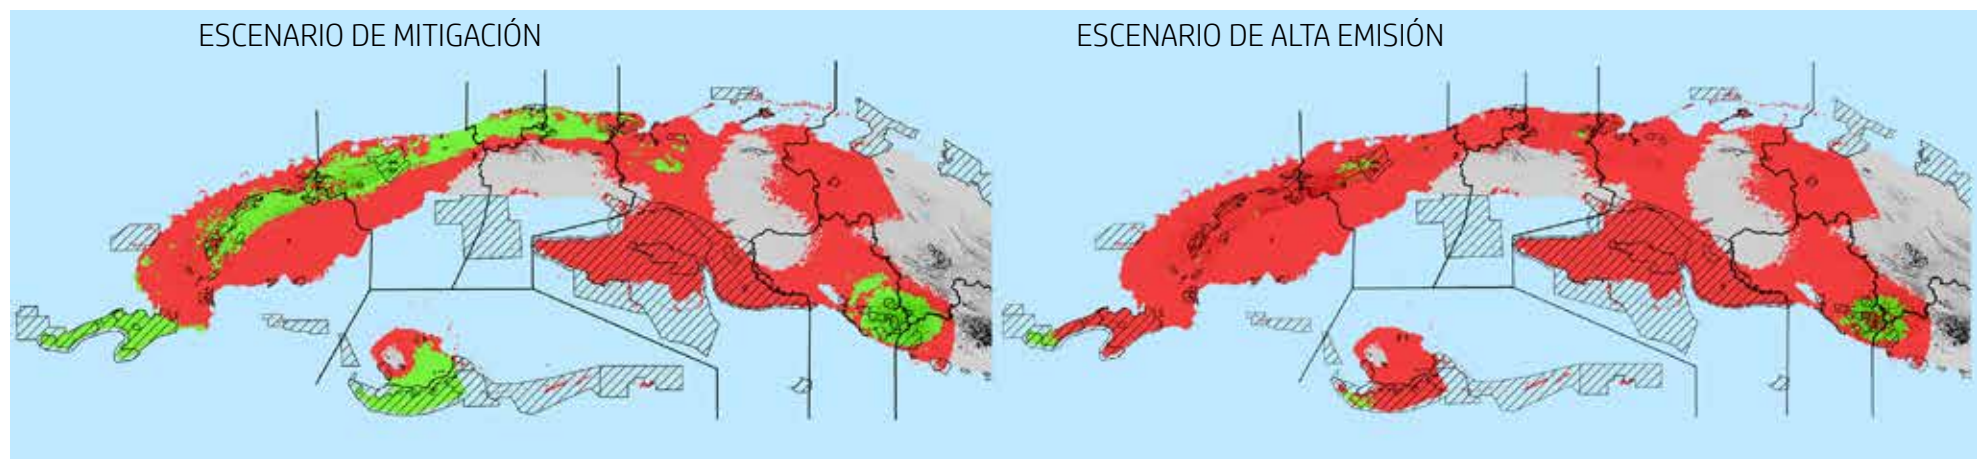 ESCENARIO DE MITIGACIÓN
ESCENARIO DE ALTA EMISIÓN